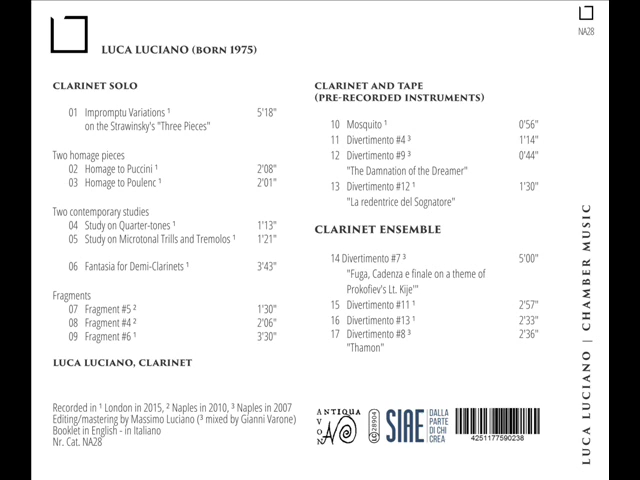 NA28
LUCA LUCIANO (BORN 1975)
CLARINET SOLO
01 Impromptu Variations ¹ 5'18"
on the Strawinsky's "Three Pieces"
Two homage pieces
02 Homage to Puccini ¹ 2'08"
03 Homage to Poulenc ¹ 2'01"
Two contemporary studies
04 Study on Quarter-tones ¹ 1'13"
05 Study on Microtonal Trills and Tremolos ¹ 1'21"
06 Fantasia for Demi-Clarinets ¹ 3'43"
Fragments
07 Fragment #5 ² 1'30"
08 Fragment #4 ² 2'06"
09 Fragment #6 ¹ 3'30"
LUCA LUCIANO, CLARINET
CLARINET AND TAPE
(PRE-RECORDED INSTRUMENTS)
10 Mosquito ¹ 0'56"
11 Divertimento #4 ³ 1'14"
12 Divertimento #9 ³ 0'44"
"The Damnation of the Dreamer"
13 Divertimento #12 ¹ 1'30"
"La redentrice del Sognatore"
CLARINET ENSEMBLE
14 Divertimento #7 ³ 5'00"
"Fuga, Cadenza e finale on a theme of
Prokofiev's Lt. Kije'"
15 Divertimento #11 ¹ 2'57"
16 Divertimento #13 ¹ 2'33"
17 Divertimento #8 ³ 2'36"
"Thamon"
Recorded in ¹ London in 2015, ² Naples in 2010, ³ Naples in 2007
Editing/mastering by Massimo Luciano (³ mixed by Gianni Varone)
Booklet in English - in Italiano
Nr. Cat. NA28
ANTIQUA
NOVA
LC 28904
SIAE
DALLA
PARTE
DI CHI
CREA
4251177590238
LUCA LUCIANO | CHAMBER MUSIC